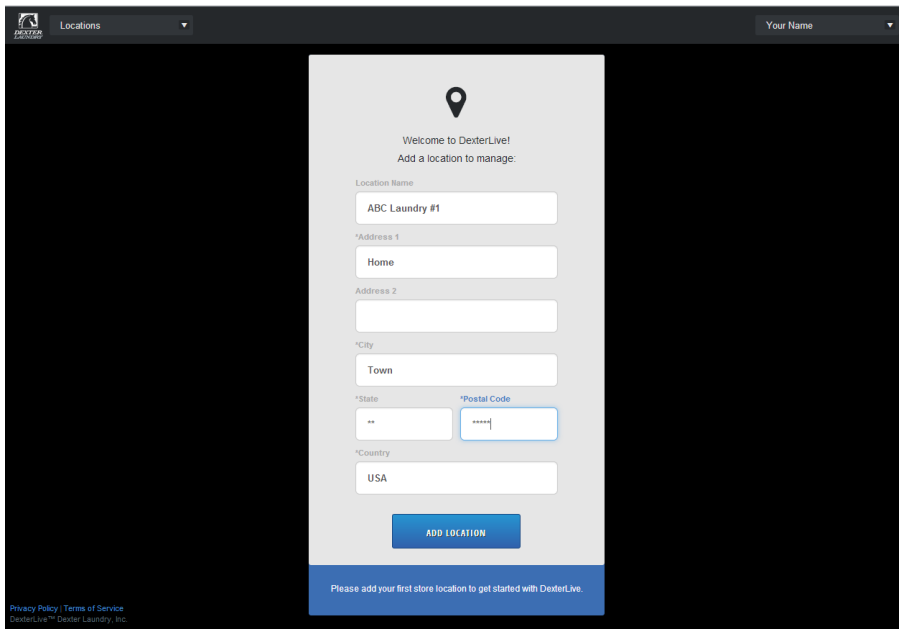 DEXTER
LAUNDRY
Locations
Your Name
Welcome to DexterLive!
Add a location to manage:
Location Name
ABC Laundry #1
*Address 1
Home
Address 2
*City
Town
*State
*Postal Code
**
*****
*Country
USA
ADD LOCATION
Please add your first store location to get started with DexterLive.
Privacy Policy | Terms of Service
DexterLive™ Dexter Laundry, Inc.